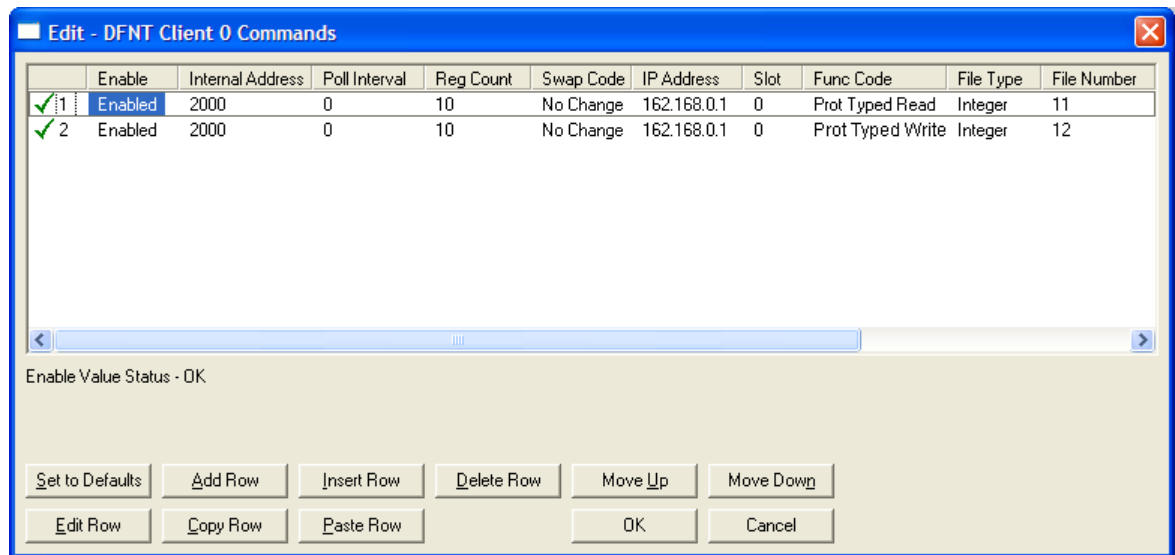 Edit - DFNT Client 0 Commands
Enable Internal Address Poll Interval Reg Count Swap Code IP Address Slot Func Code File Type File Number
1 Enabled 2000 0 10 No Change 162.168.0.1 0 Prot Typed Read Integer 11
2 Enabled 2000 0 10 No Change 162.168.0.1 0 Prot Typed Write Integer 12
Enable Value Status - OK
Set to Defaults Add Row Insert Row Delete Row Move Up Move Down
Edit Row Copy Row Paste Row OK Cancel